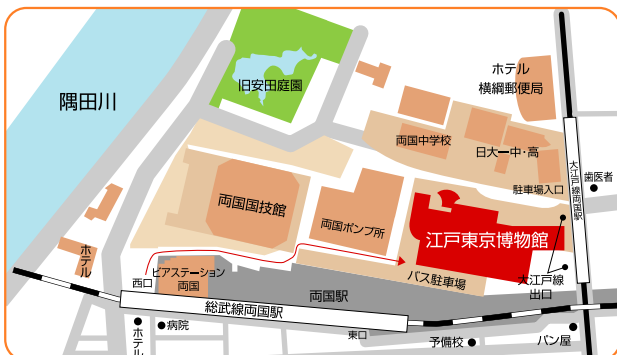 隅田川
旧安田庭園
ホテル
横綱郵便局
両国中学校
日大一中・高
大江戸線両国駅
歯医者
駐車場入口
両国国技館
両国ポンプ所
江戸東京博物館
ホテル
西口
ピアステーション
両国
両国駅
バス駐車場
大江戸線
出口
総武線両国駅
東口
ホテル
病院
予備校
パン屋